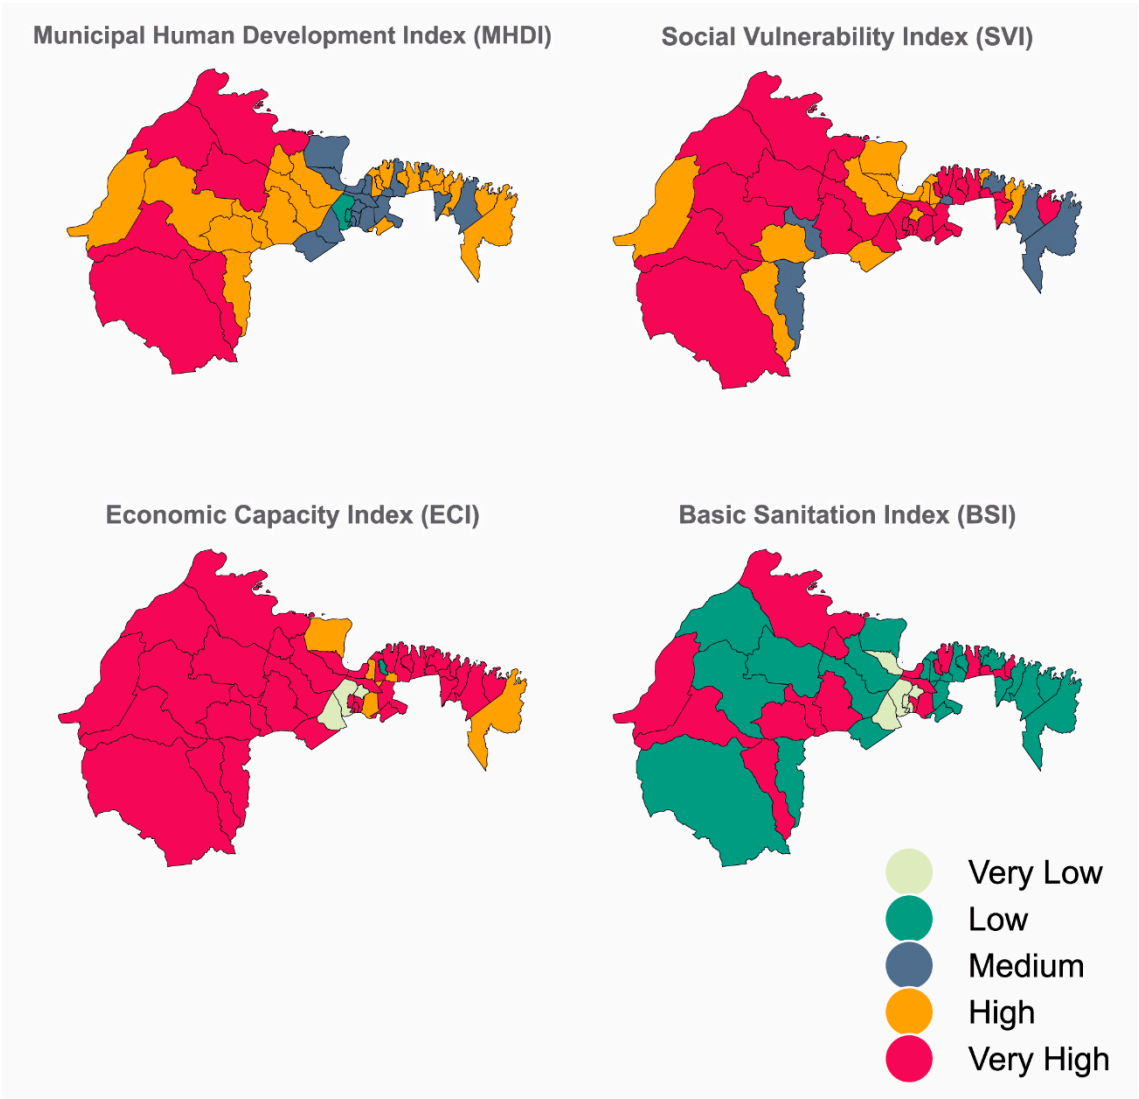 Municipal Human Development Index (MHDI)
Social Vulnerability Index (SVI)
Economic Capacity Index (ECI)
Basic Sanitation Index (BSI)
Very Low
Low
Medium
High
Very High